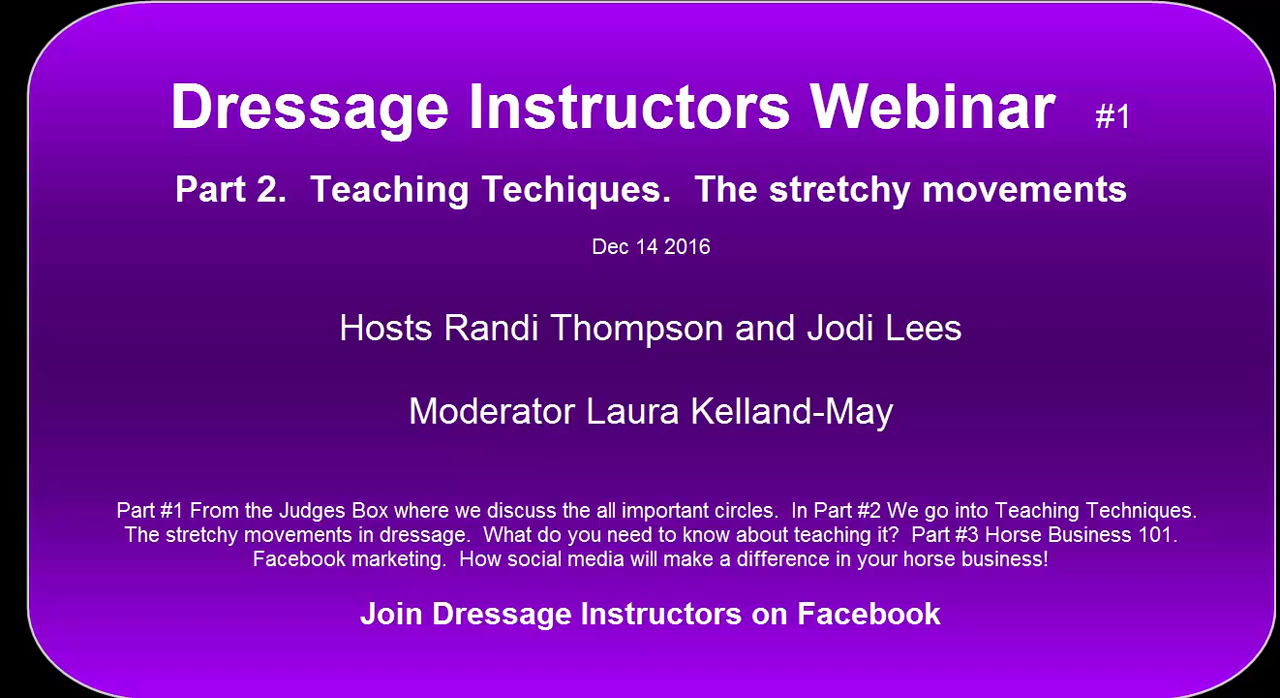 Dressage Instructors Webinar #1
Part 2. Teaching Techiques. The stretchy movements
Dec 14 2016
Hosts Randi Thompson and Jodi Lees
Moderator Laura Kelland-May
Part #1 From the Judges Box where we discuss the all important circles. In Part #2 We go into Teaching Techniques.
The stretchy movements in dressage. What do you need to know about teaching it? Part #3 Horse Business 101.
Facebook marketing. How social media will make a difference in your horse business!
Join Dressage Instructors on Facebook